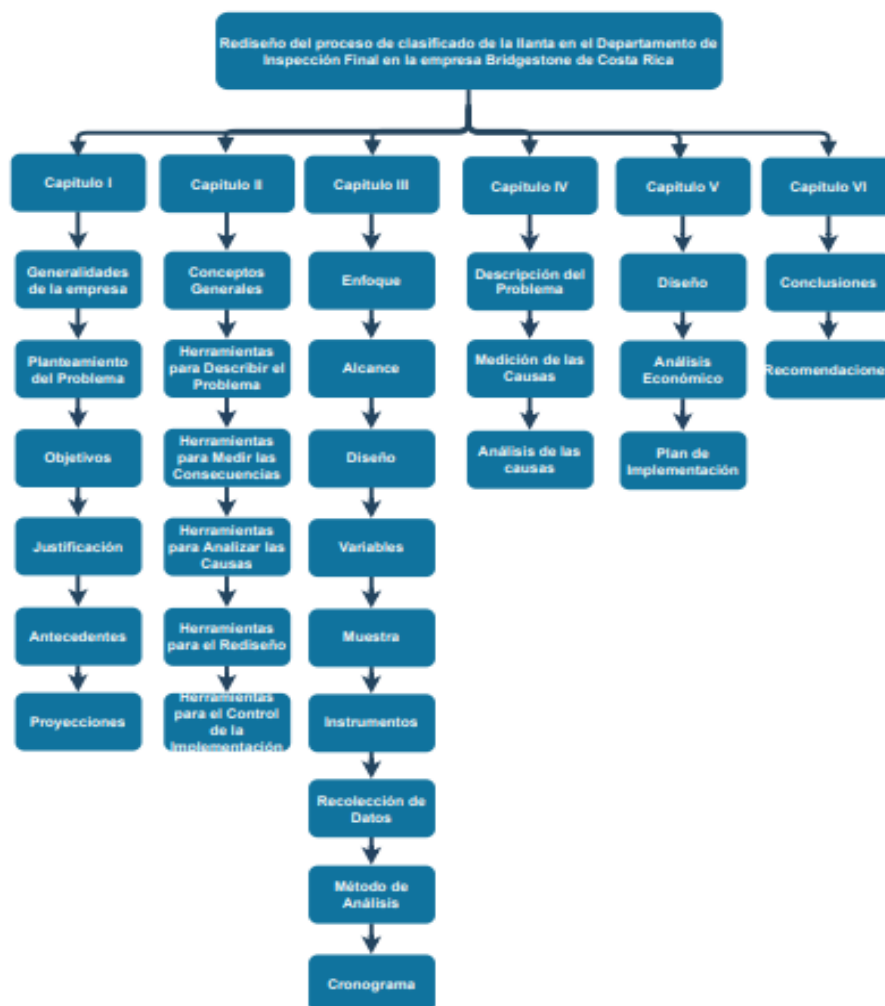 Rediseño del proceso de clasificado de la llanta en el Departamento de
Inspección Final en la empresa Bridgestone de Costa Rica
Capitulo I
Generalidades
de la empresa
Planteamiento
del Problema
Objetivos
Justificación
Antecedentes
Proyecciones
Capitulo II
Conceptos
Generales
Herramientas
para Describir el
Problema
Herramientas
para Medir las
Consecuencias
Herramientas
para Analizar las
Causas
Herramientas
para el Rediseño
Herramientas
para el Control
de la
Implementación
Capitulo III
Enfoque
Alcance
Diseño
Variables
Muestra
Instrumentos
Recolección de
Datos
Método de
Análisis
Cronograma
Capitulo IV
Descripción del
Problema
Medición de las
Causas
Análisis de las
causas
Capitulo V
Diseño
Análisis
Económico
Plan de
Implementación
Capitulo VI
Conclusiones
Recomendacione